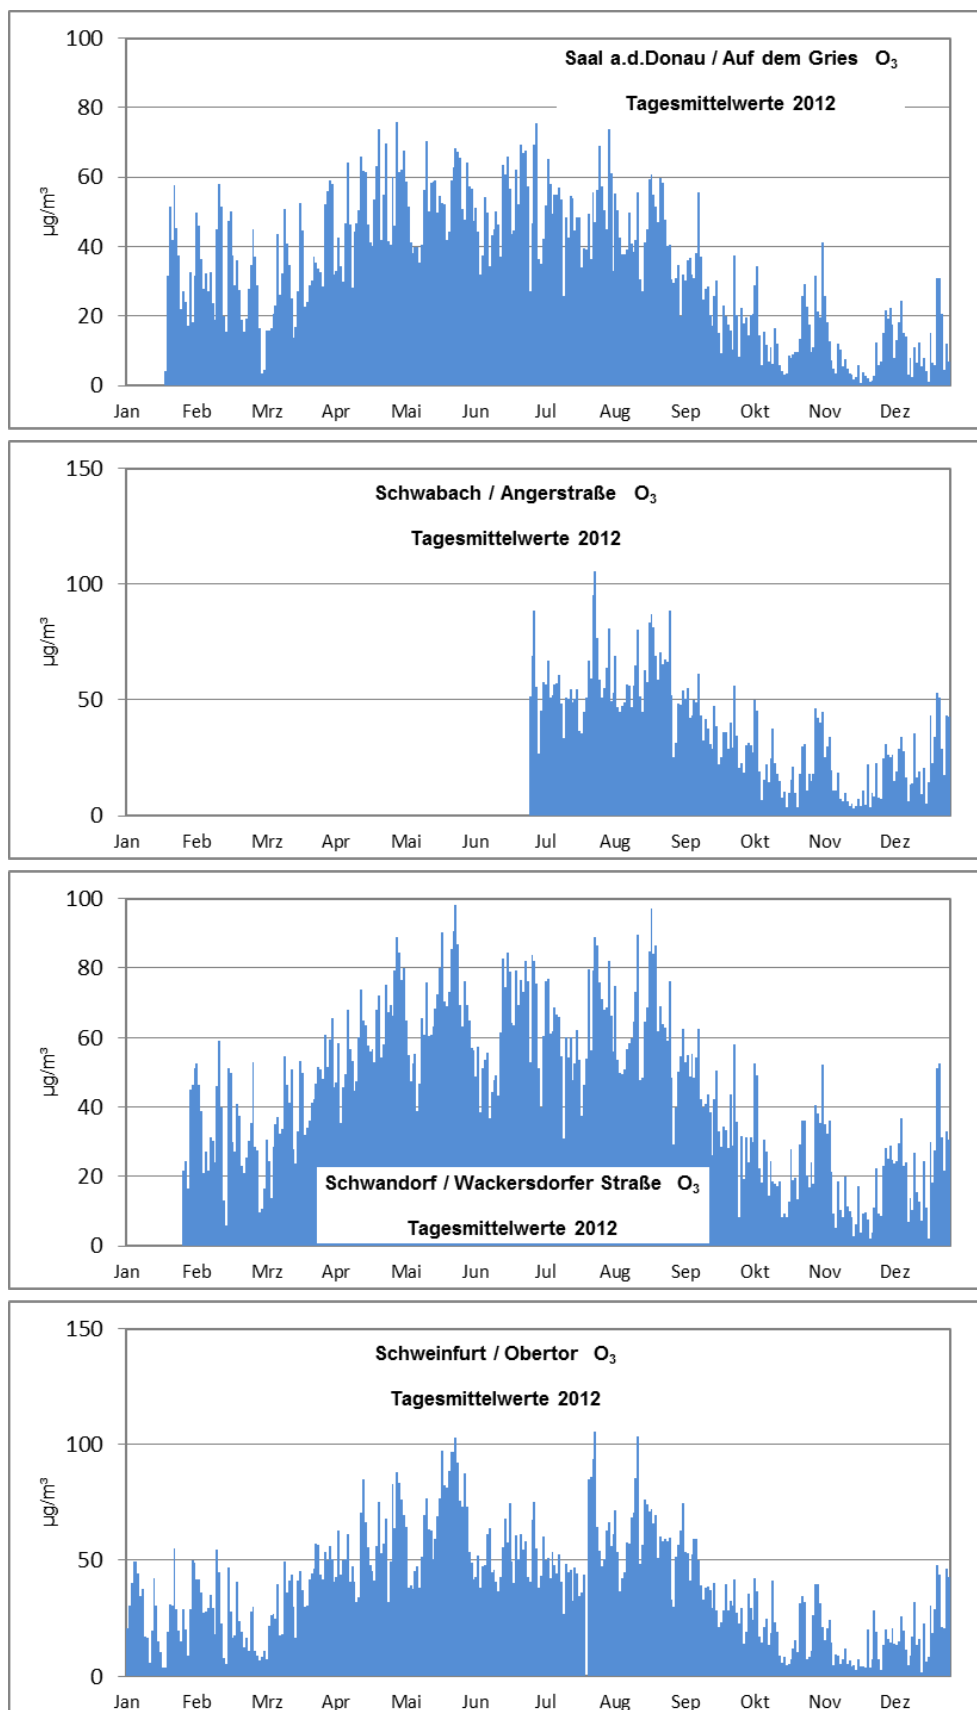 100
80
60
40
20
0
µg/m³
Saal a.d.Donau / Auf dem Gries O₃
Tagesmittelwerte 2012
Jan Feb Mrz Apr Mai Jun Jul Aug Sep Okt Nov Dez
150
100
50
0
µg/m³
Schwabach / Angerstraße O₃
Tagesmittelwerte 2012
Jan Feb Mrz Apr Mai Jun Jul Aug Sep Okt Nov Dez
100
80
60
40
20
0
µg/m³
Schwandorf / Wackersdorfer Straße O₃
Tagesmittelwerte 2012
Jan Feb Mrz Apr Mai Jun Jul Aug Sep Okt Nov Dez
150
100
50
0
µg/m³
Schweinfurt / Obertor O₃
Tagesmittelwerte 2012
Jan Feb Mrz Apr Mai Jun Jul Aug Sep Okt Nov Dez